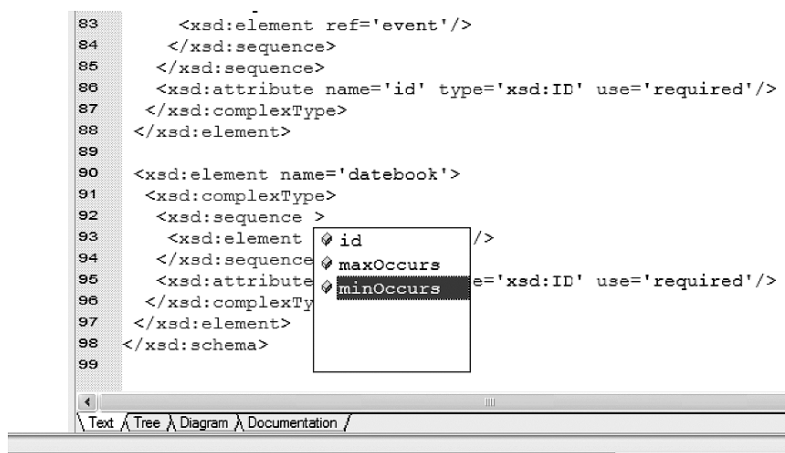 83 <xsd:element ref='event'/>
84 </xsd:sequence>
85 </xsd:sequence>
86 <xsd:attribute name='id' type='xsd:ID' use='required'/>
87 </xsd:complexType>
88 </xsd:element>
89
90 <xsd:element name='datebook'>
91 <xsd:complexType>
92 <xsd:sequence >
93 <xsd:element /> 
id
94 </xsd:sequence
maxOccurs
95 <xsd:attribute e='xsd:ID' use='required'/>
minOccurs
96 </xsd:complexTy
97 </xsd:element>
98 </xsd:schema>
99
Text Tree Diagram Documentation